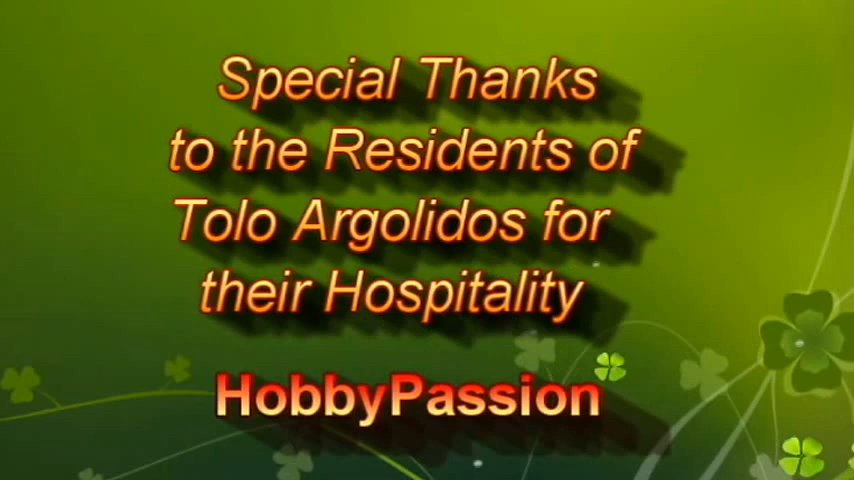 Special Thanks
to the Residents of
Tolo Argolidos for
their Hospitality
HobbyPassion